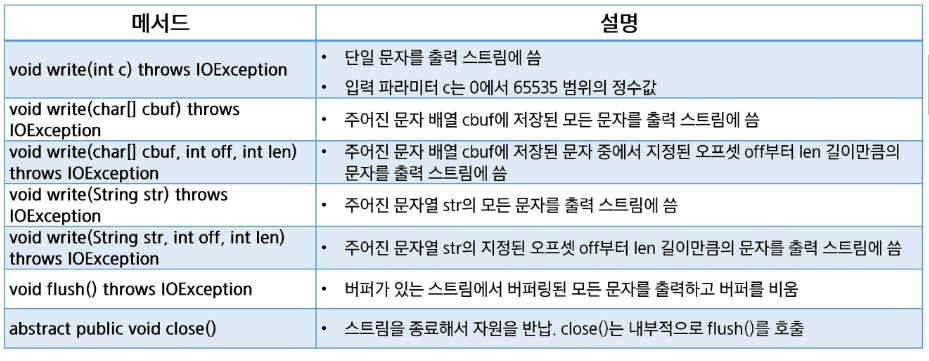 메서드 설명
void write(int c) throws IOException
• 단일 문자를 출력 스트림에 씀
• 입력 파라미터 c는 0에서 65535 범위의 정수값
void write(char[] cbuf) throws
IOException
• 주어진 문자 배열 cbuf에 저장된 모든 문자를 출력 스트림에 씀
void write(char[] cbuf, int off, int len)
throws IOException
• 주어진 문자 배열 cbuf에 저장된 문자 중에서 지정된 오프셋 off부터 len 길이만큼의
문자를 출력 스트림에 씀
void write(String str) throws
IOException
• 주어진 문자열 str의 모든 문자를 출력 스트림에 씀
void write(String str, int off, int len)
throws IOException
• 주어진 문자열 str의 지정된 오프셋 off부터 len 길이만큼의 문자를 출력 스트림에 씀
void flush() throws IOException
• 버퍼가 있는 스트림에서 버퍼링된 모든 문자를 출력하고 버퍼를 비움
abstract public void close()
• 스트림을 종료해서 자원을 반납. close()는 내부적으로 flush()를 호출